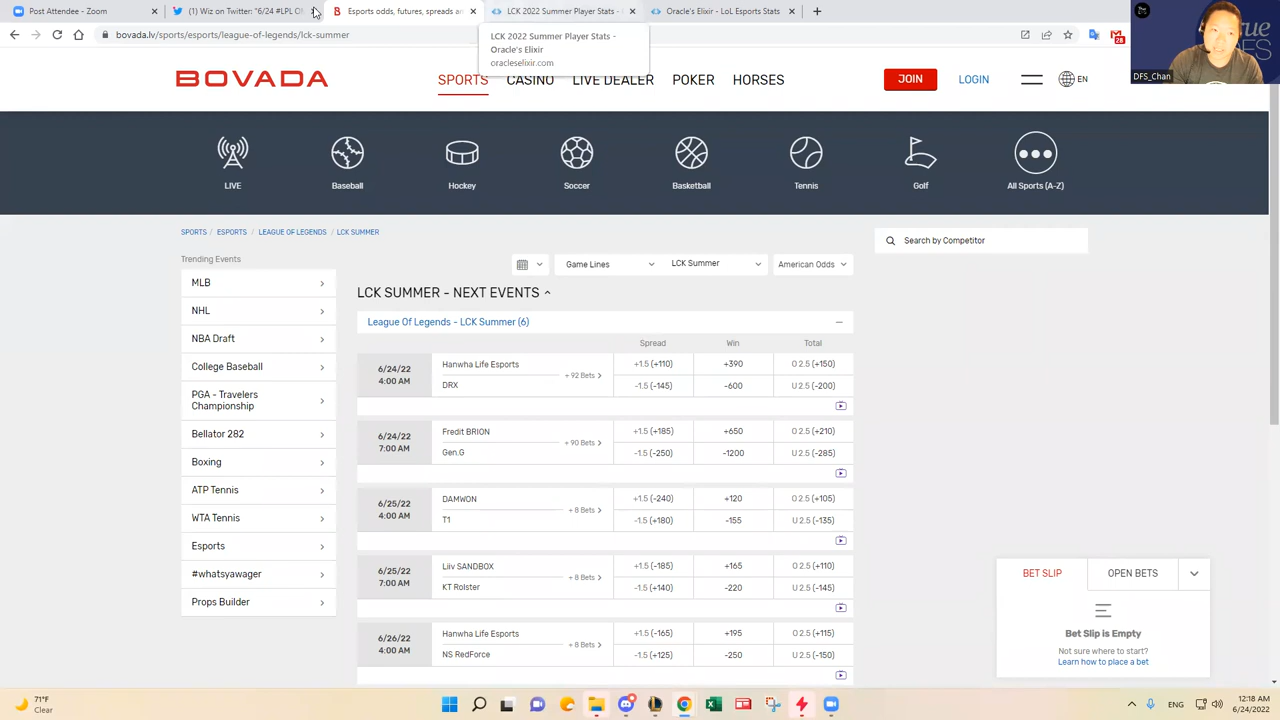 Post Attendee - Zoom
(1) Wiz on Twitter: "6/24 #LPL Ch
Esports odds, futures, spreads an
LCK 2022 Summer Player Stats -
Oracle's Elixir - LoL Esports Stats
bovada.lv/sports/esports/league-of-legends/lck-summer
28
LCK 2022 Summer Player Stats -
Oracle's Elixir
oracleselixir.com
DFS_Chan
BOVADA
SPORTS
CASINO
LIVE DEALER
POKER
HORSES
JOIN
LOGIN
EN
LIVE
Baseball
Hockey
Soccer
Basketball
Tennis
Golf
All Sports (A-Z)
SPORTS / ESPORTS / LEAGUE OF LEGENDS / LCK SUMMER
Search by Competitor
Trending Events
MLB
NHL
NBA Draft
College Baseball
PGA - Travelers
Championship
Bellator 282
Boxing
ATP Tennis
WTA Tennis
Esports
#whatsyawager
Props Builder
Game Lines
LCK Summer
American Odds
LCK SUMMER - NEXT EVENTS
League Of Legends - LCK Summer (6)
Spread Win Total
6/24/22
4:00 AM
Hanwha Life Esports
DRX
+ 92 Bets
+1.5 (+110) +390 O 2.5 (+150)
-1.5 (-145) -600 U 2.5 (-200)
6/24/22
7:00 AM
Fredit BRION
Gen.G
+ 90 Bets
+1.5 (+185) +650 O 2.5 (+210)
-1.5 (-250) -1200 U 2.5 (-285)
6/25/22
4:00 AM
DAMWON
T1
+ 8 Bets
+1.5 (-240) +120 O 2.5 (+105)
-1.5 (+180) -155 U 2.5 (-135)
6/25/22
7:00 AM
Liiv SANDBOX
KT Rolster
+ 8 Bets
+1.5 (-185) +165 O 2.5 (+110)
-1.5 (+140) -220 U 2.5 (-145)
6/26/22
4:00 AM
Hanwha Life Esports
NS RedForce
+ 8 Bets
+1.5 (-165) +195 O 2.5 (+115)
-1.5 (+125) -250 U 2.5 (-150)
BET SLIP
OPEN BETS
Bet Slip is Empty
Not sure where to start?
Learn how to place a bet
71°F
Clear
ENG
12:18 AM
6/24/2022